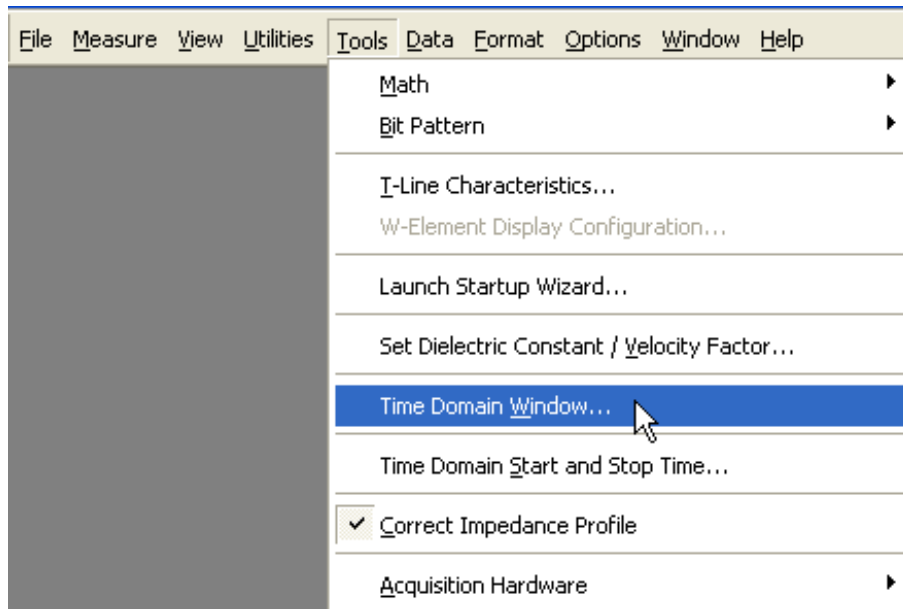 File Measure View Utilities Tools Data Format Options Window Help
Math
Bit Pattern
T-Line Characteristics...
W-Element Display Configuration...
Launch Startup Wizard...
Set Dielectric Constant / Velocity Factor...
Time Domain Window...
Time Domain Start and Stop Time...
Correct Impedance Profile
Acquisition Hardware